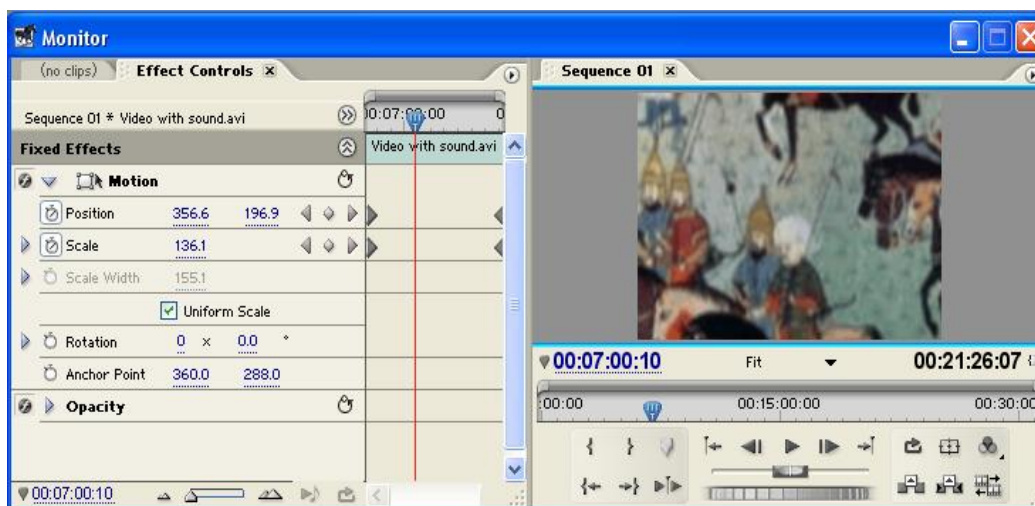 Monitor
(no clips) Effect Controls
Sequence 01 * Video with sound.avi
Fixed Effects
Video with sound.avi
Motion
Position 356.6 196.9
Scale 136.1
Scale Width 155.1
Uniform Scale
Rotation 0 x 0.0 °
Anchor Point 360.0 288.0
Opacity
00:07:00:10
Sequence 01
00:07:00:10 Fit 00:21:26:07
:00:00 00:15:00:00 00:30:00